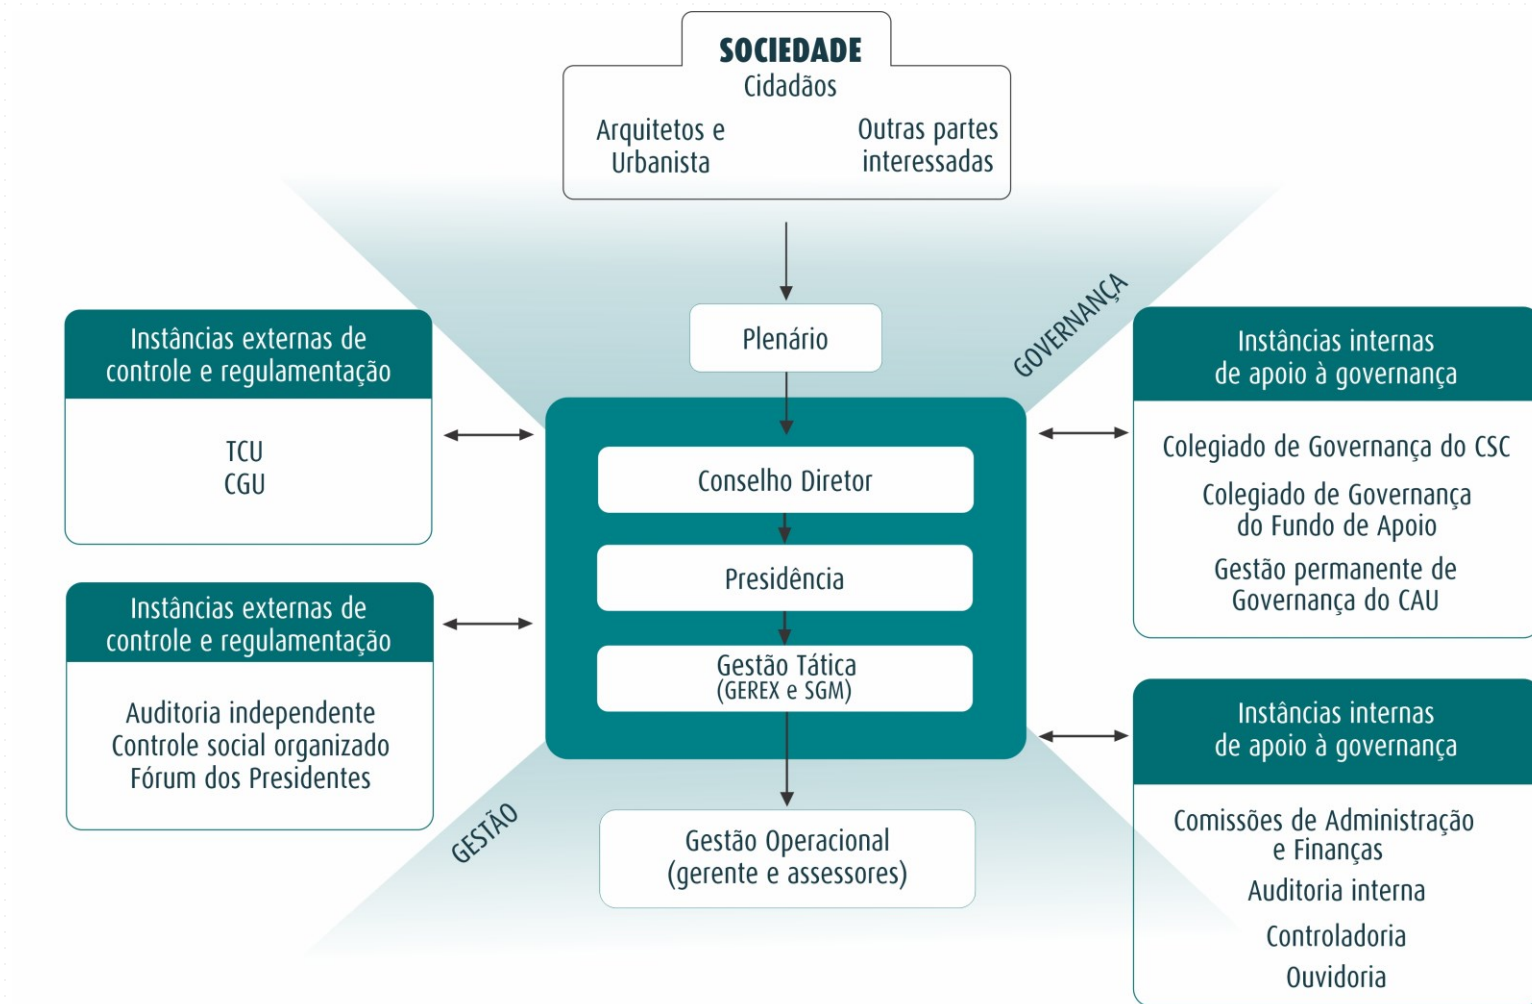 SOCIEDADE
Cidadãos
Arquitetos e
Urbanista
Outras partes
interessadas
Plenário
GOVERNANÇA
Instâncias externas de
controle e regulamentação
TCU
CGU
Instâncias externas de
controle e regulamentação
Auditoria independente
Controle social organizado
Fórum dos Presidentes
Conselho Diretor
Presidência
Gestão Tática
(GEREX e SGM)
GESTÃO
Gestão Operacional
(gerente e assessores)
Instâncias internas
de apoio à governança
Colegiado de Governança do CSC
Colegiado de Governança
do Fundo de Apoio
Gestão permanente de
Governança do CAU
Instâncias internas
de apoio à governança
Comissões de Administração
e Finanças
Auditoria interna
Controladoria
Ouvidoria